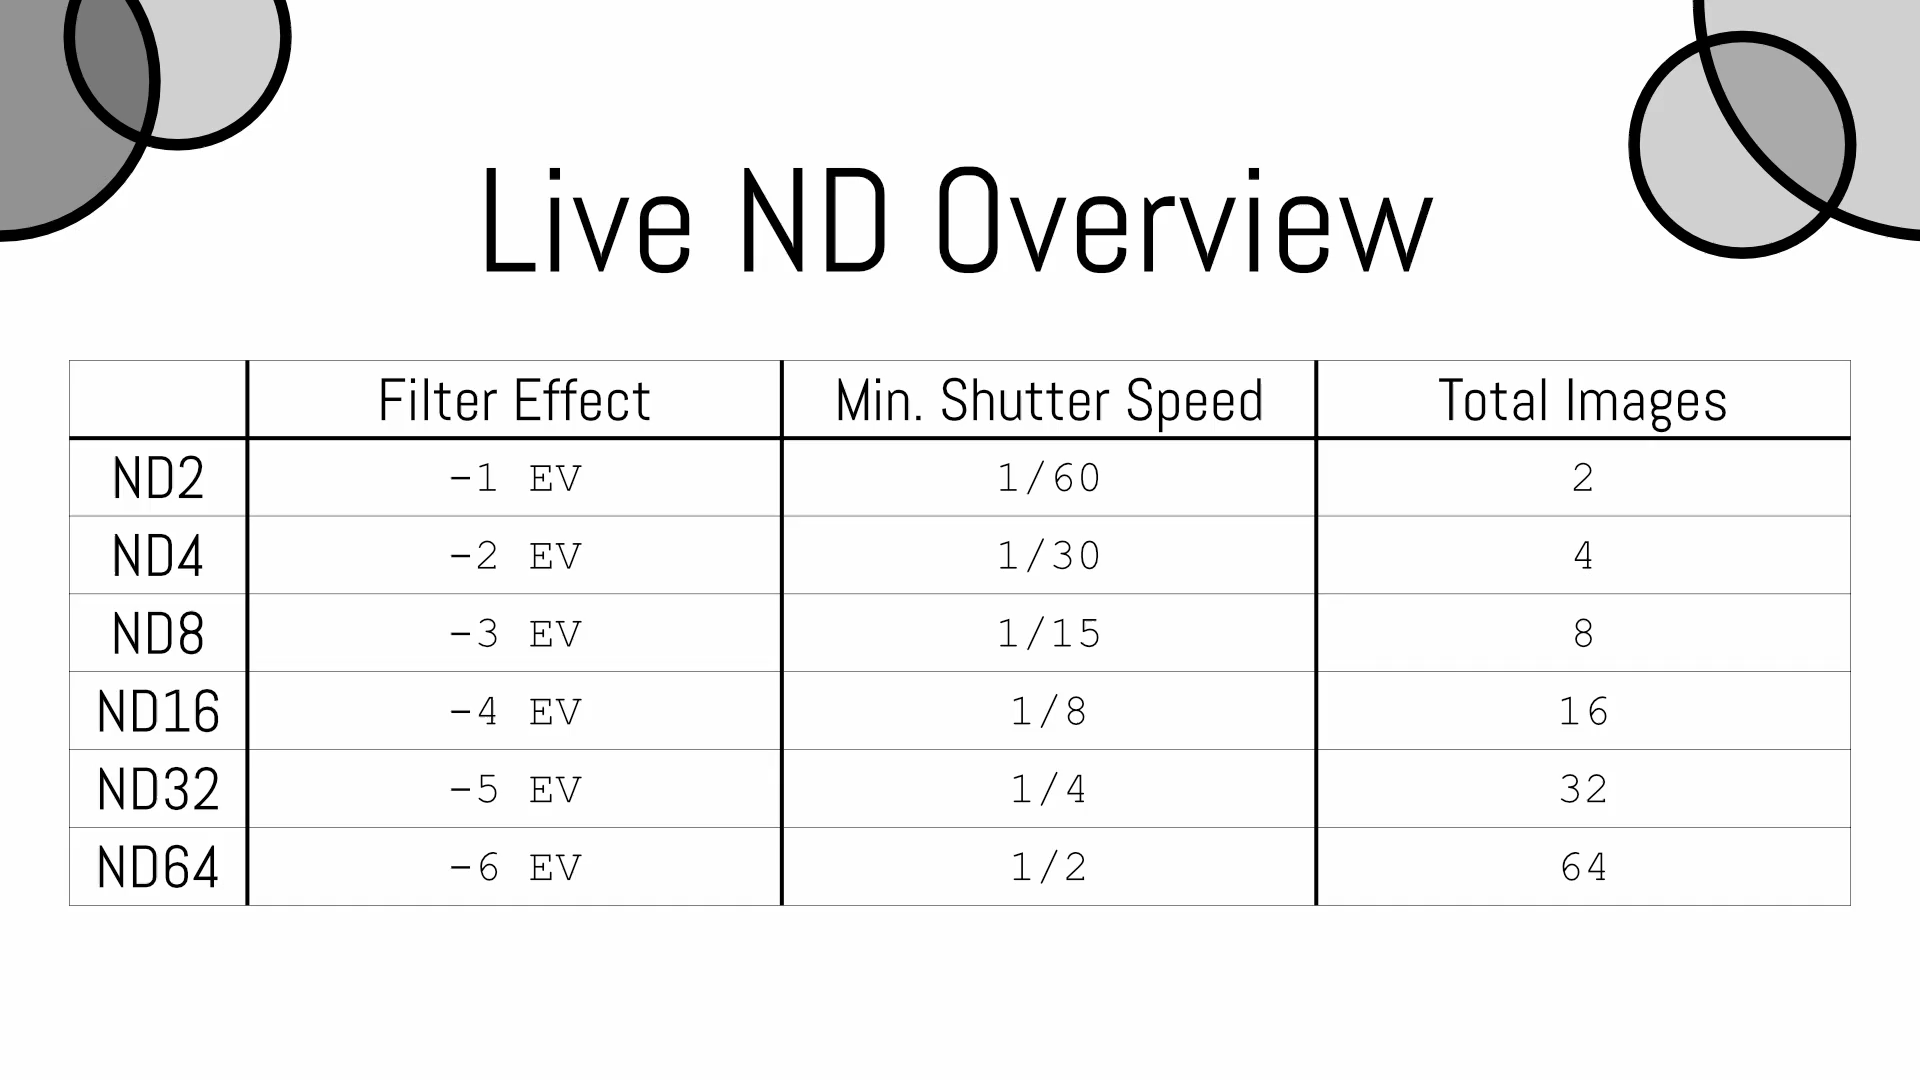 Live ND Overview
Filter Effect Min. Shutter Speed Total Images
ND2 -1 EV 1/60 2
ND4 -2 EV 1/30 4
ND8 -3 EV 1/15 8
ND16 -4 EV 1/8 16
ND32 -5 EV 1/4 32
ND64 -6 EV 1/2 64